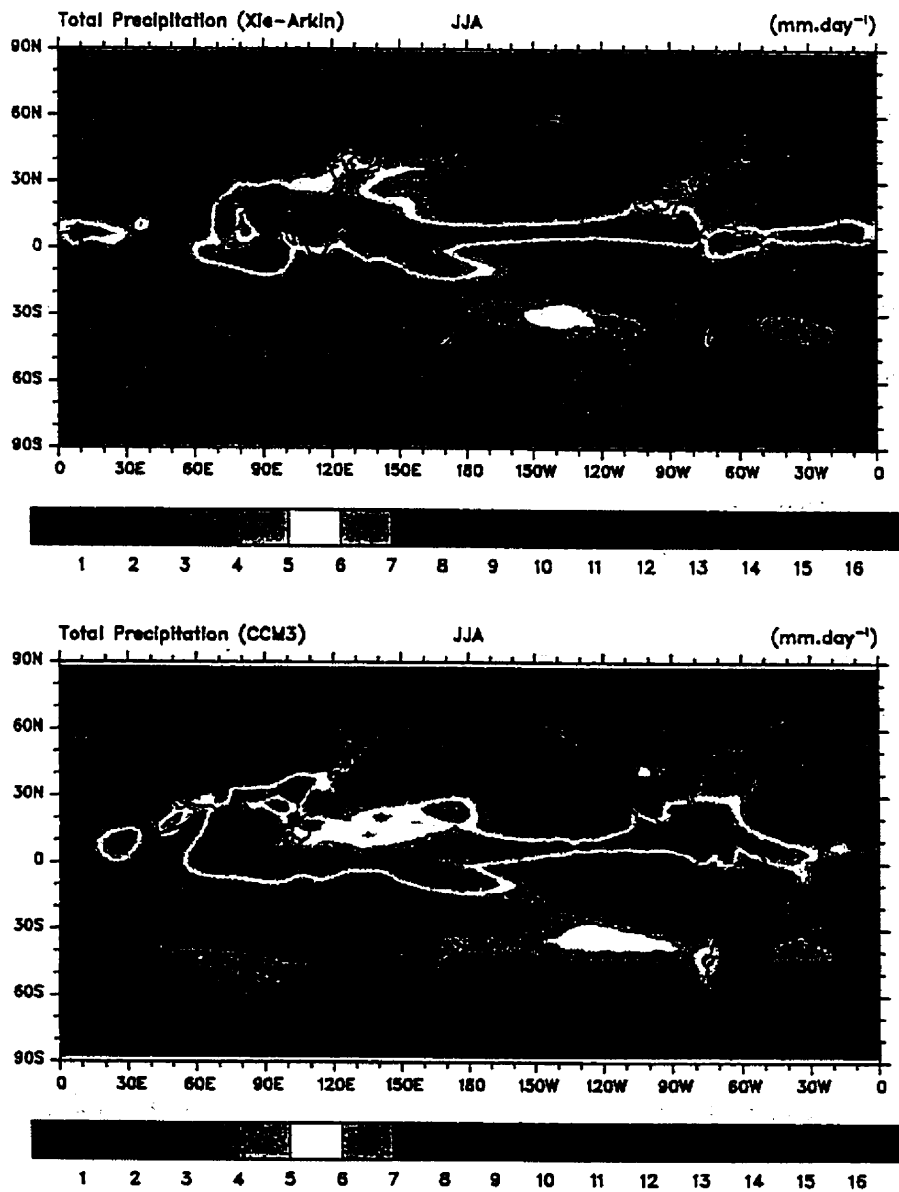 Total Precipitation (Xie-Arkin) JJA (mm.day⁻¹)
90N
60N
30N
0
30S
60S
90S
0 30E 60E 90E 120E 150E 180 150W 120W 90W 60W 30W 0
1 2 3 4 5 6 7 8 9 10 11 12 13 14 15 16
Total Precipitation (CCM3) JJA (mm.day⁻¹)
90N
60N
30N
0
30S
60S
90S
0 30E 60E 90E 120E 150E 180 150W 120W 90W 60W 30W 0
1 2 3 4 5 6 7 8 9 10 11 12 13 14 15 16